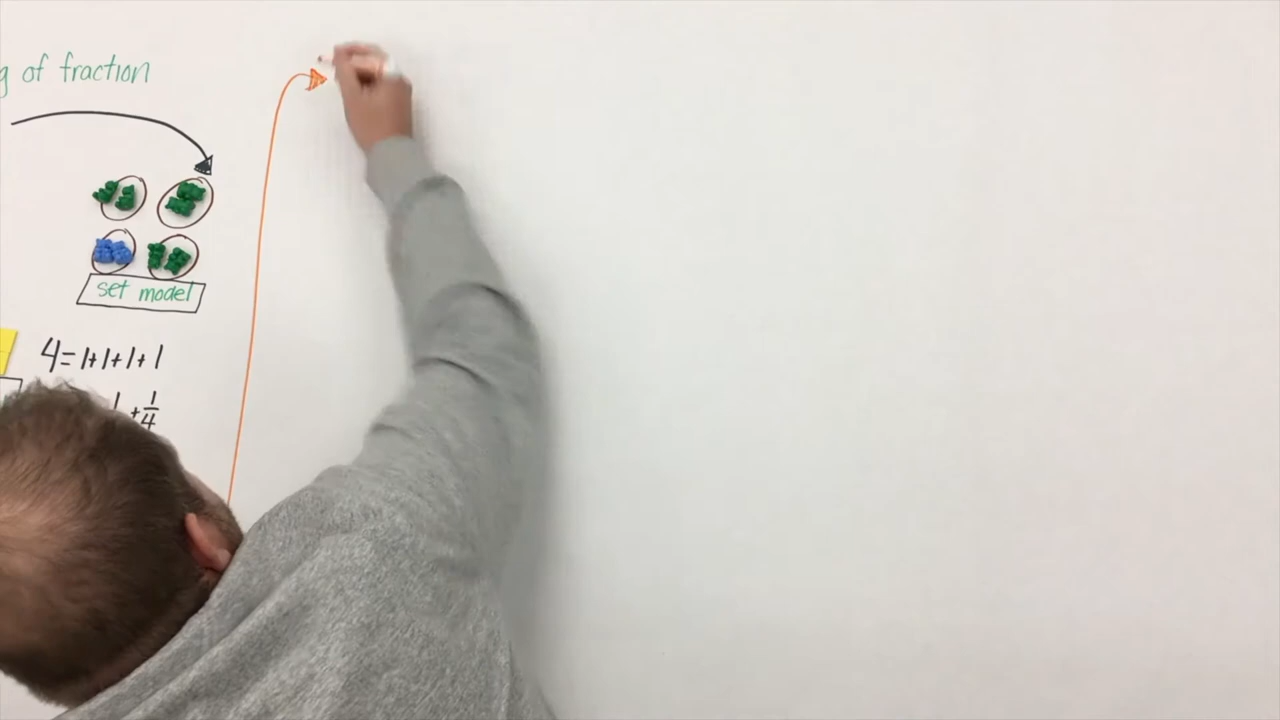 g of fraction
set model
4=1+1+1+1
1/ +1/4